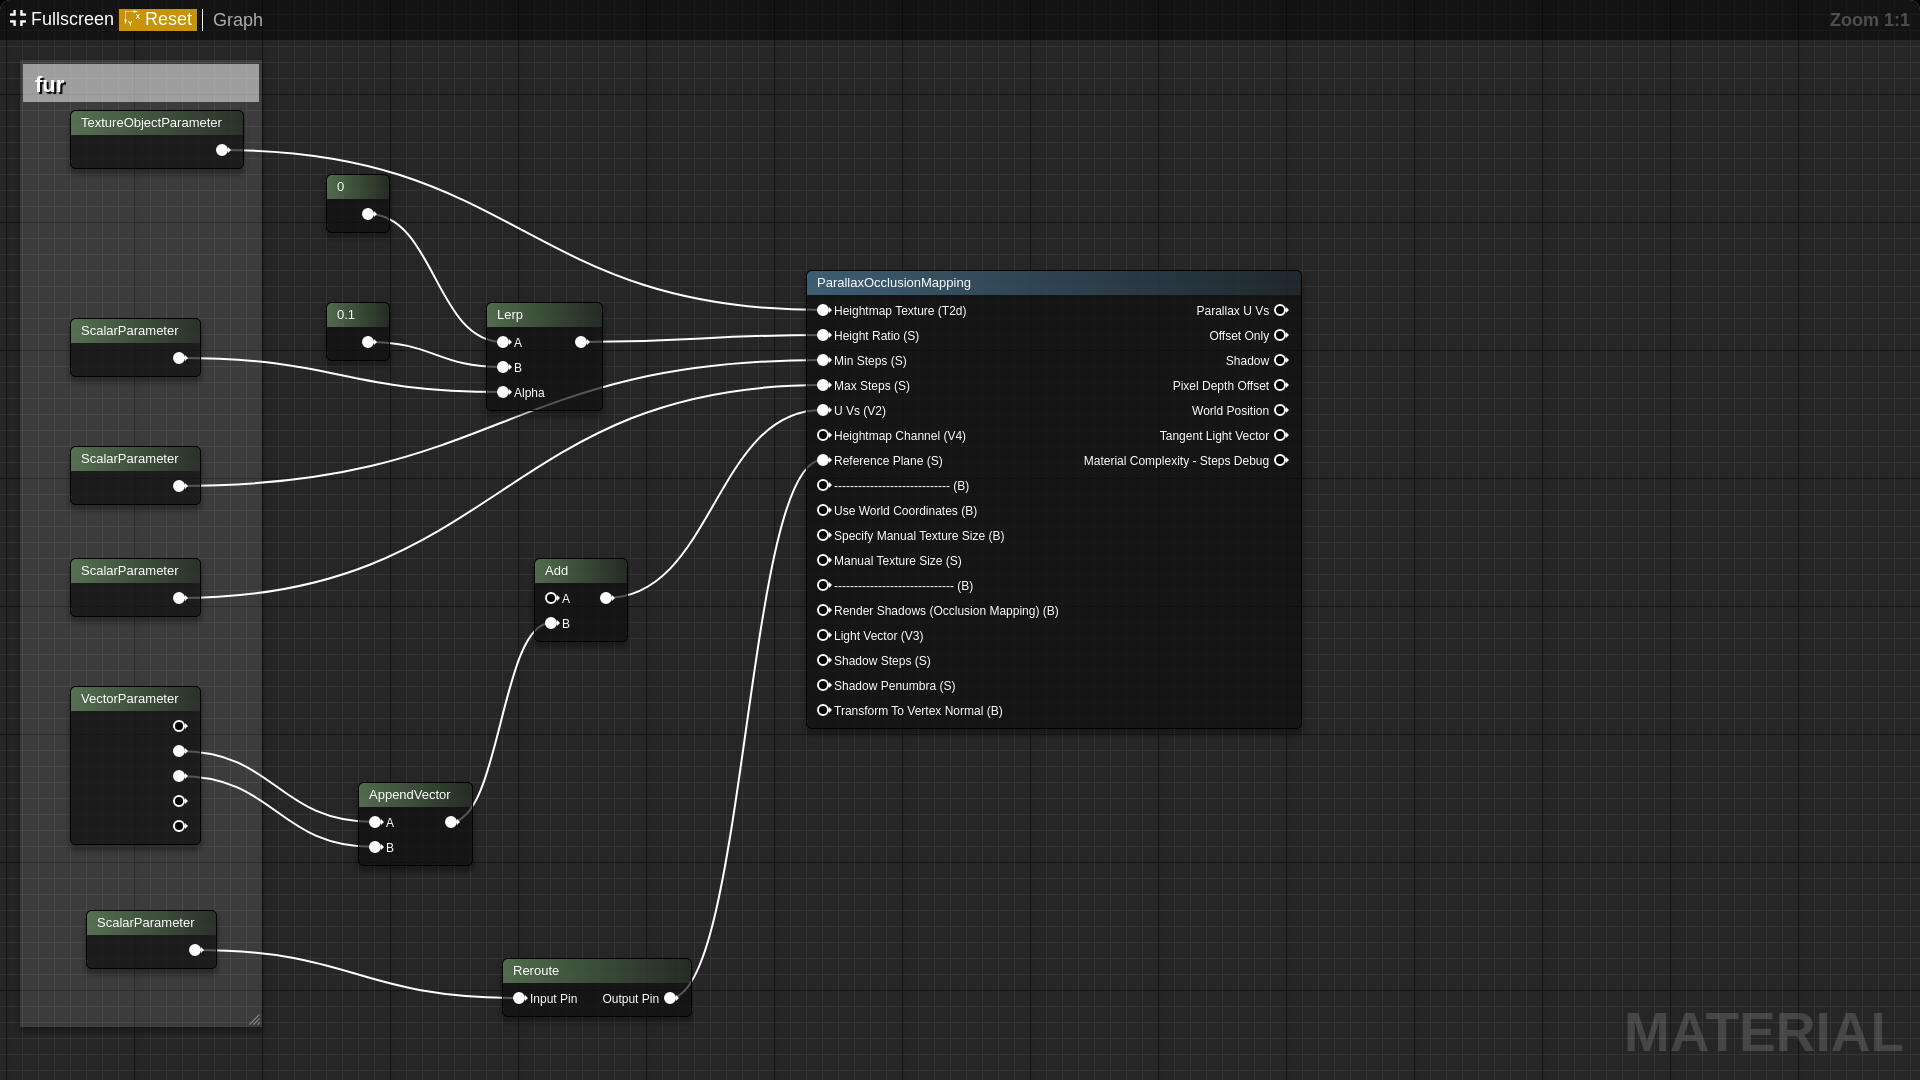 Fullscreen Reset Graph Zoom 1:1
fur
TextureObjectParameter
0
ScalarParameter
0.1
Lerp
A
B
Alpha
ScalarParameter
ScalarParameter
Add
A
B
VectorParameter
AppendVector
A
B
ScalarParameter
Reroute
Input Pin Output Pin
ParallaxOcclusionMapping
Heightmap Texture (T2d) Parallax U Vs
Height Ratio (S) Offset Only
Min Steps (S) Shadow
Max Steps (S) Pixel Depth Offset
U Vs (V2) World Position
Heightmap Channel (V4) Tangent Light Vector
Reference Plane (S) Material Complexity - Steps Debug
----------------------------- (B)
Use World Coordinates (B)
Specify Manual Texture Size (B)
Manual Texture Size (S)
------------------------------ (B)
Render Shadows (Occlusion Mapping) (B)
Light Vector (V3)
Shadow Steps (S)
Shadow Penumbra (S)
Transform To Vertex Normal (B)
MATERIAL